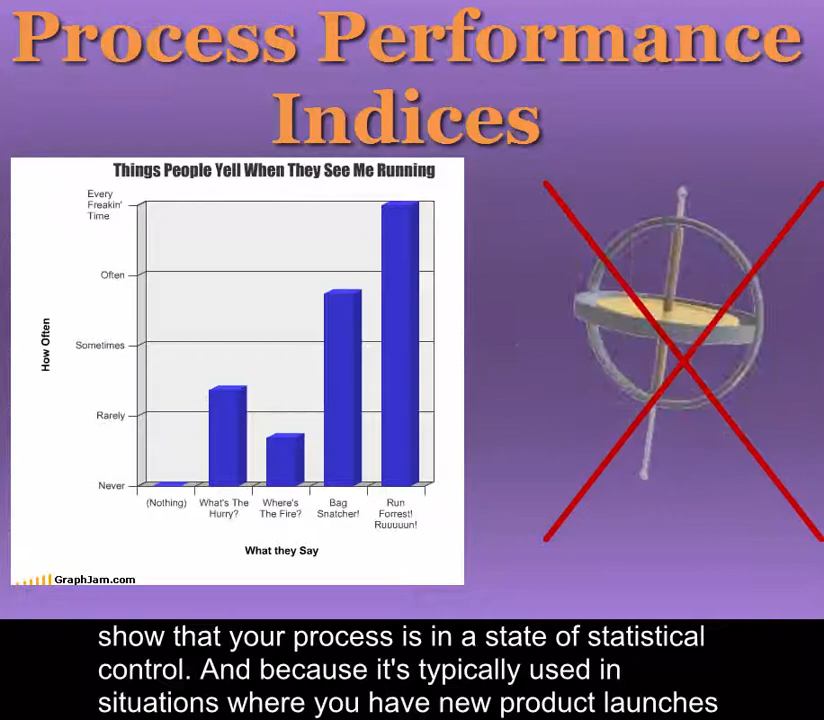 Process Performance
Indices
Things People Yell When They See Me Running
Every
Freakin'
Time
Often
Sometimes
Rarely
Never
How Often
(Nothing)
What's The
Hurry?
Where's
The Fire?
Bag
Snatcher!
Run
Forrest!
Ruuuuun!
What they Say
GraphJam.com
show that your process is in a state of statistical
control. And because it's typically used in
situations where you have new product launches